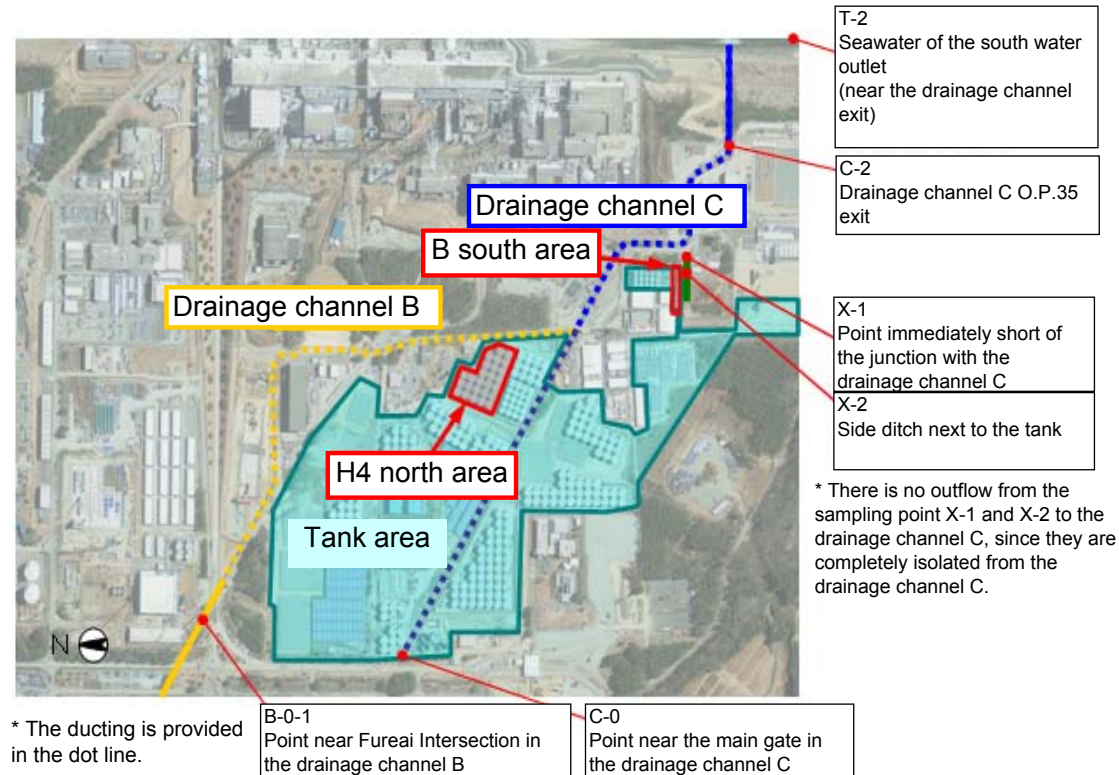 T-2
Seawater of the south water
outlet
(near the drainage channel
exit)
C-2
Drainage channel C O.P.35
exit
Drainage channel C
B south area
Drainage channel B
X-1
Point immediately short of
the junction with the
drainage channel C
X-2
Side ditch next to the tank
* There is no outflow from the
sampling point X-1 and X-2 to the
drainage channel C, since they are
completely isolated from the
drainage channel C.
H4 north area
Tank area
N
* The ducting is provided
in the dot line.
B-0-1
Point near Fureai Intersection in
the drainage channel B
C-0
Point near the main gate in
the drainage channel C